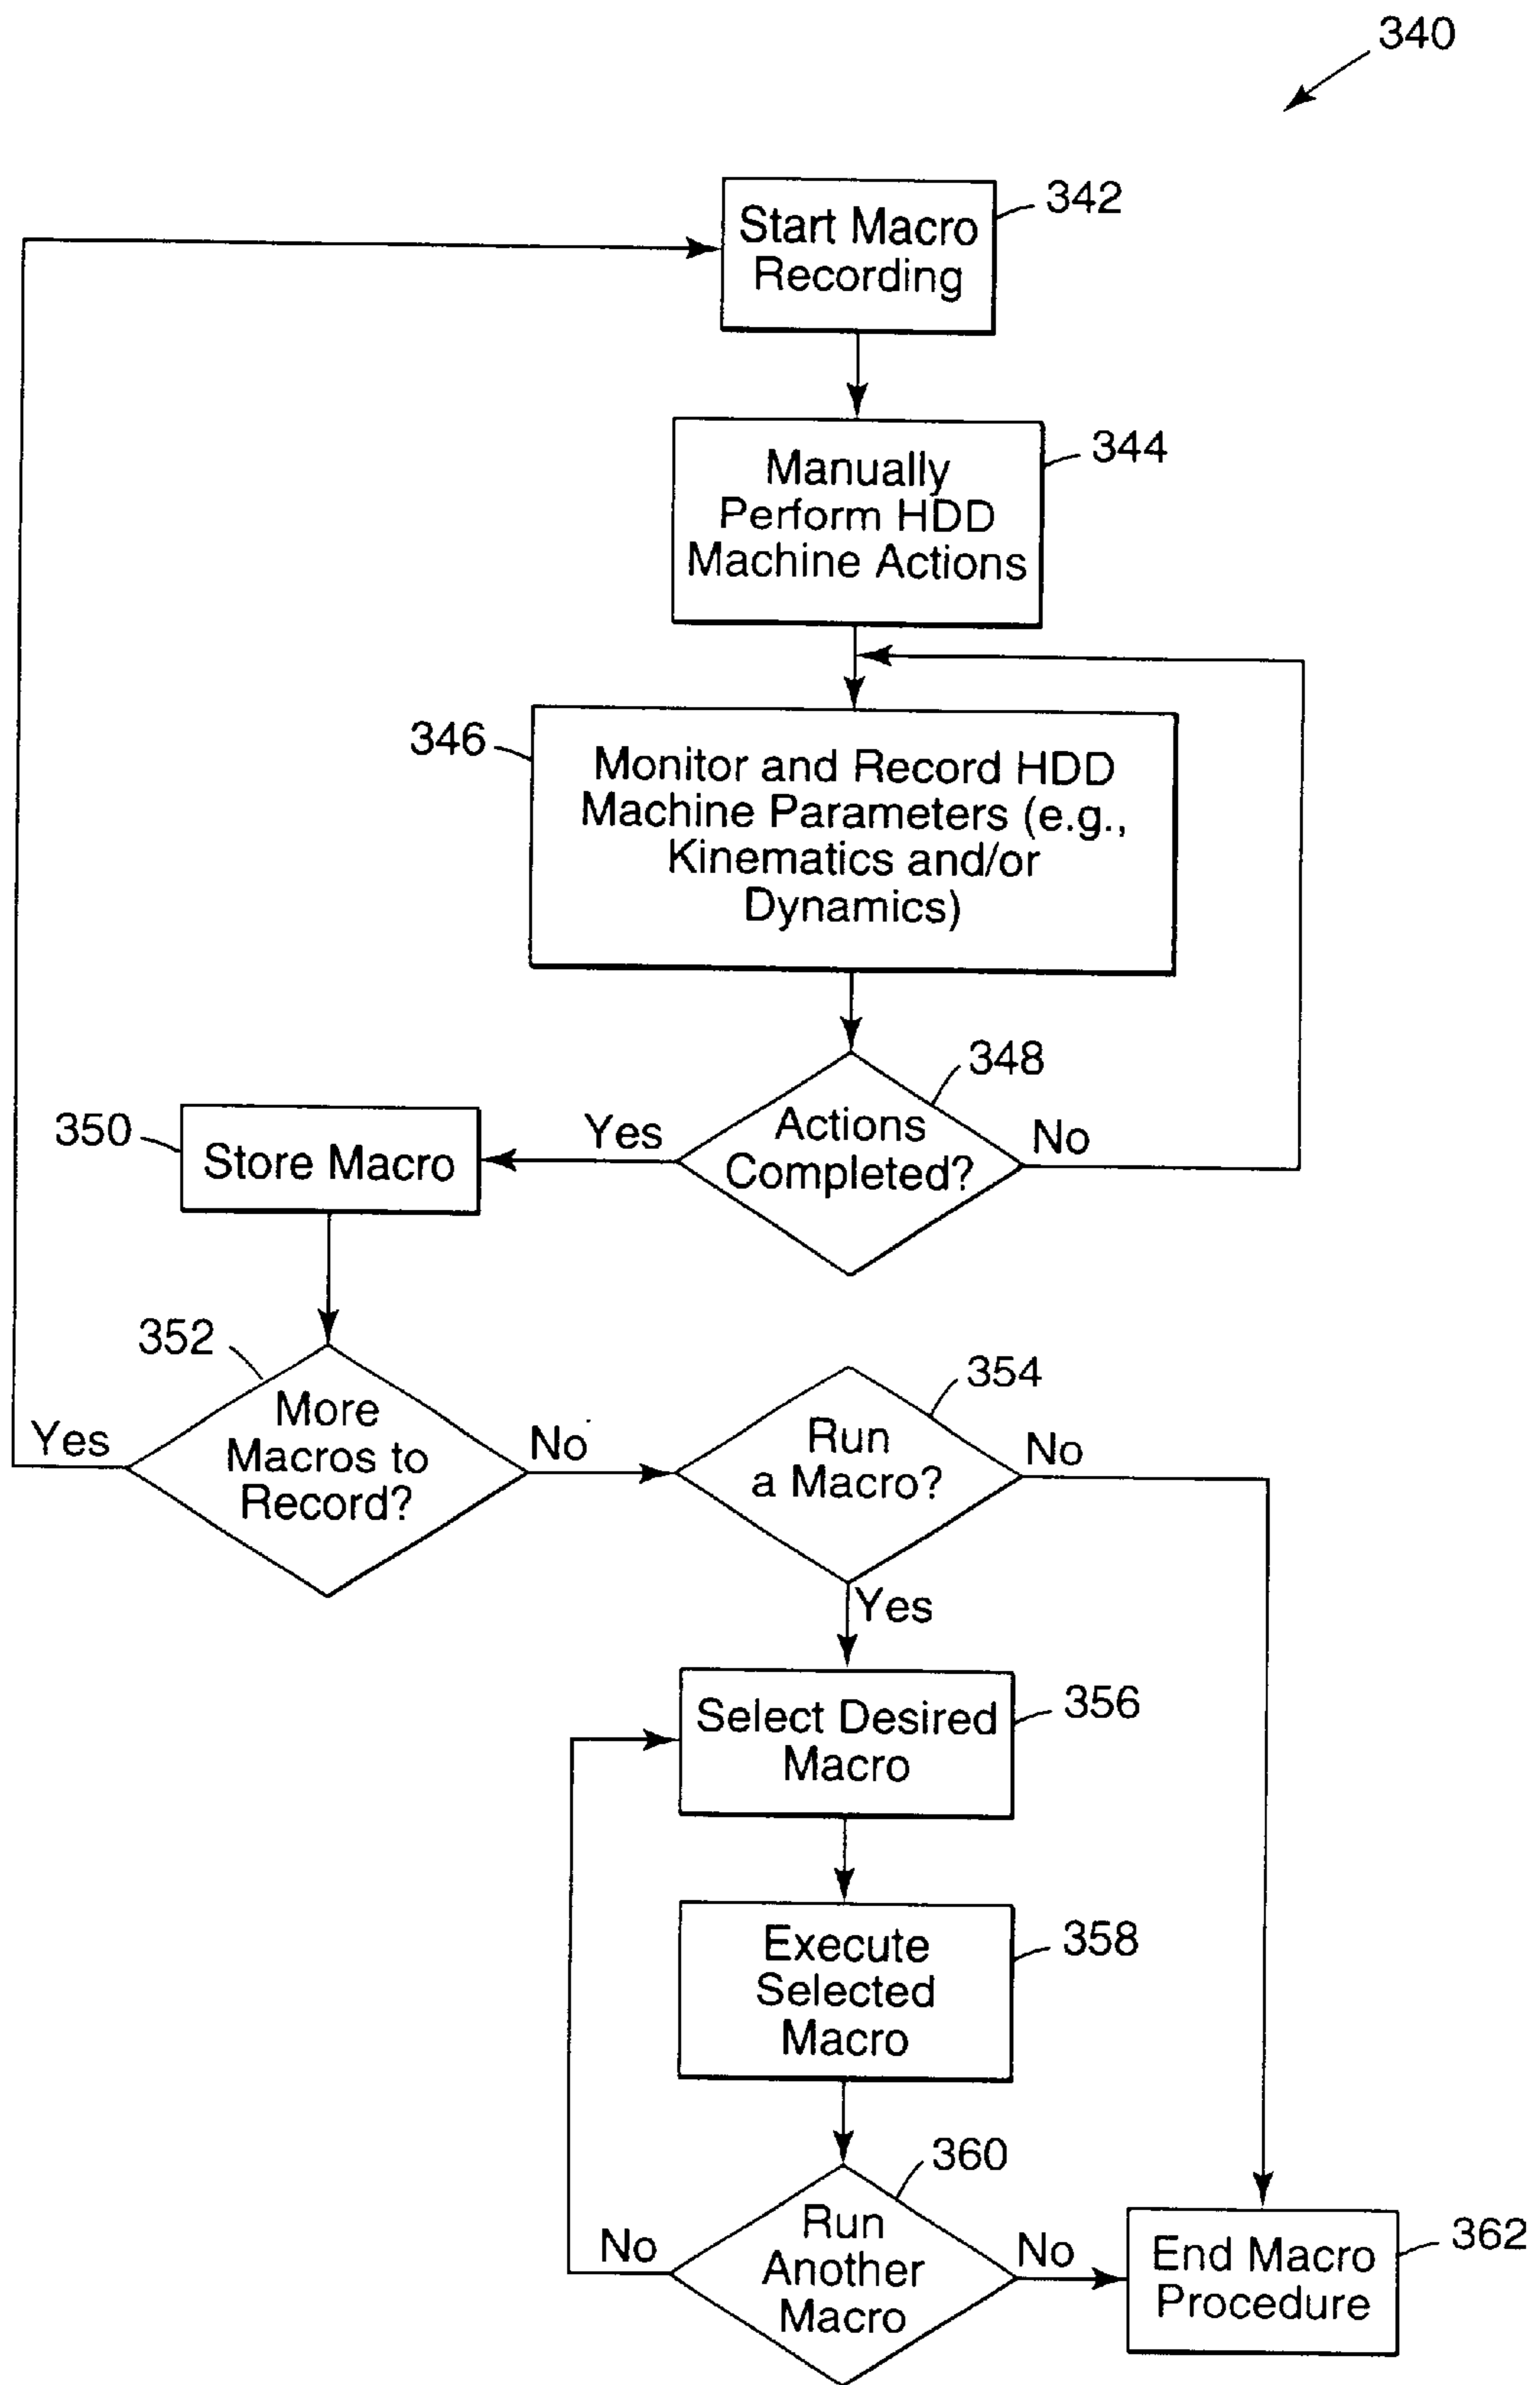 340
Start Macro
Recording
342
Manually
Perform HDD
Machine Actions
344
346
Monitor and Record HDD
Machine Parameters (e.g.,
Kinematics and/or
Dynamics)
348
Actions
Completed?
Yes
No
350
Store Macro
352
More
Macros to
Record?
Yes
No
354
Run
a Macro?
No
Yes
Select Desired
Macro
356
Execute
Selected
Macro
358
360
Run
Another
Macro
No
No
End Macro
Procedure
362